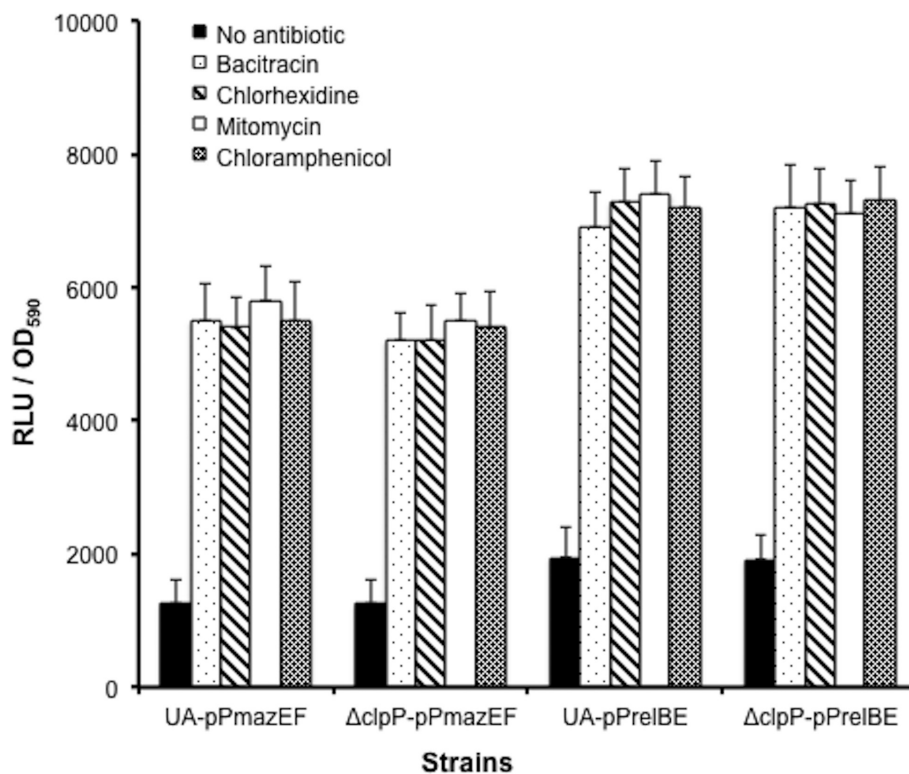 10000
8000
6000
4000
2000
0
RLU / OD590
No antibiotic
Bacitracin
Chlorhexidine
Mitomycin
Chloramphenicol
UA-pPmazEF ΔclpP-pPmazEF UA-pPrelBE ΔclpP-pPrelBE
Strains